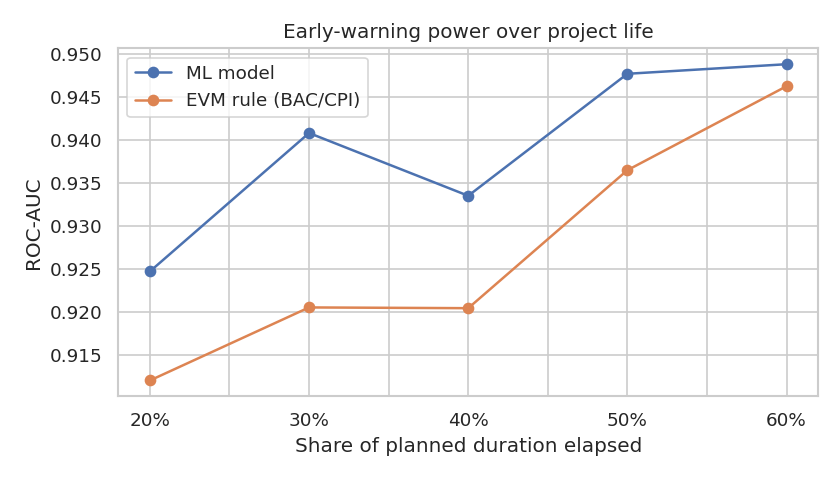 Early-warning power over project life
ML model
EVM rule (BAC/CPI)
ROC-AUC
0.950
0.945
0.940
0.935
0.930
0.925
0.920
0.915
20% 30% 40% 50% 60%
Share of planned duration elapsed